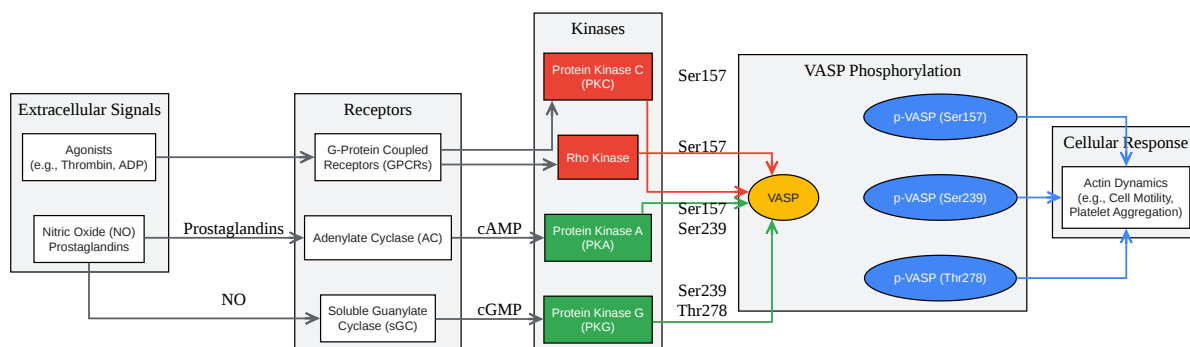 Extracellular Signals
Agonists
(e.g., Thrombin, ADP)
Nitric Oxide (NO)
Prostaglandins
Prostaglandins
NO
Receptors
G-Protein Coupled
Receptors (GPCRs)
Adenylate Cyclase (AC)
Soluble Guanylate
Cyclase (sGC)
cAMP
cGMP
Kinases
Protein Kinase C
(PKC)
Rho Kinase
Protein Kinase A
(PKA)
Protein Kinase G
(PKG)
Ser157
Ser157
Ser157
Ser239
Ser239
Thr278
VASP Phosphorylation
VASP
p-VASP (Ser157)
p-VASP (Ser239)
p-VASP (Thr278)
Cellular Response
Actin Dynamics
(e.g., Cell Motility,
Platelet Aggregation)